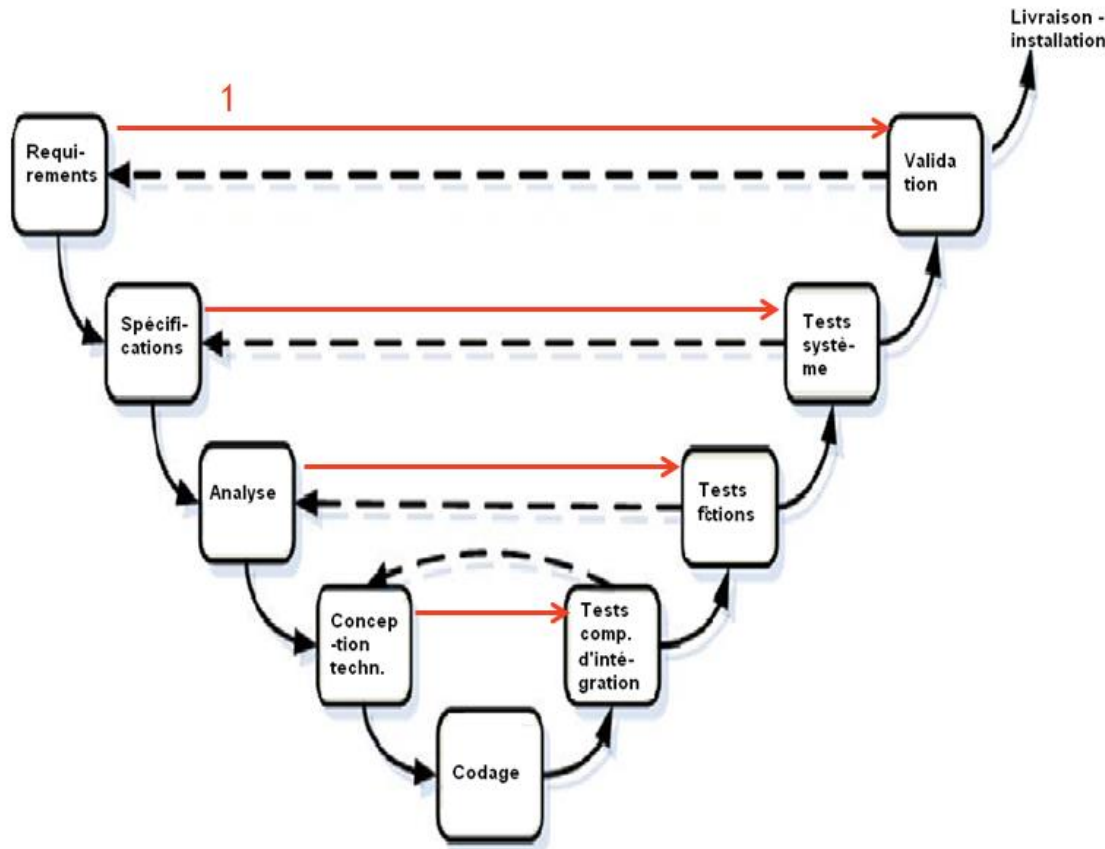 Livraison -
installation
1
Requi-
rements
Valida
tion
Spécifi-
cations
Tests
systè-
me
Analyse
Tests
fctions
Concep
-tion
techn.
Tests
comp.
d'inté-
gration
Codage